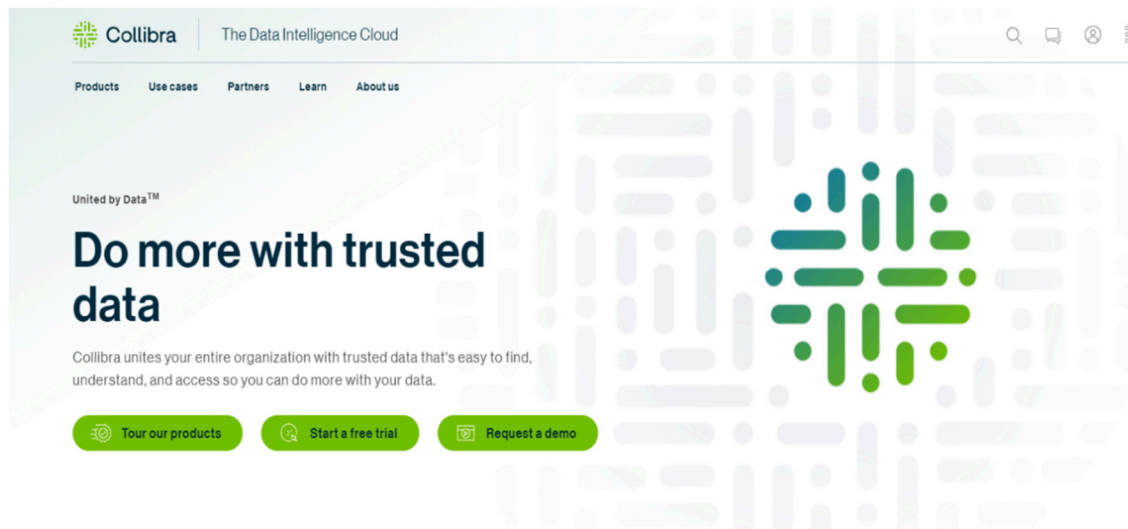 Collibra
The Data Intelligence Cloud
Products Use cases Partners Learn About us
United by Data™
Do more with trusted
data
Collibra unites your entire organization with trusted data that's easy to find,
understand, and access so you can do more with your data.
Tour our products Start a free trial Request a demo